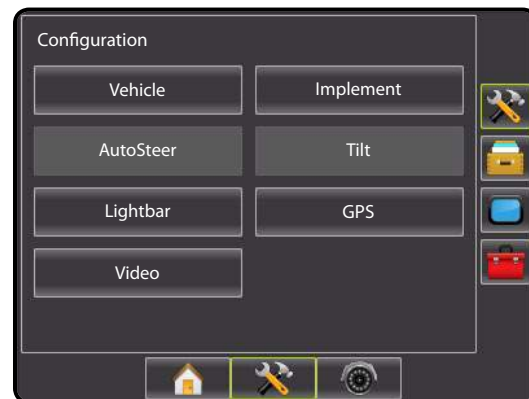 Configuration
Vehicle
Implement
AutoSteer
Tilt
Lightbar
GPS
Video